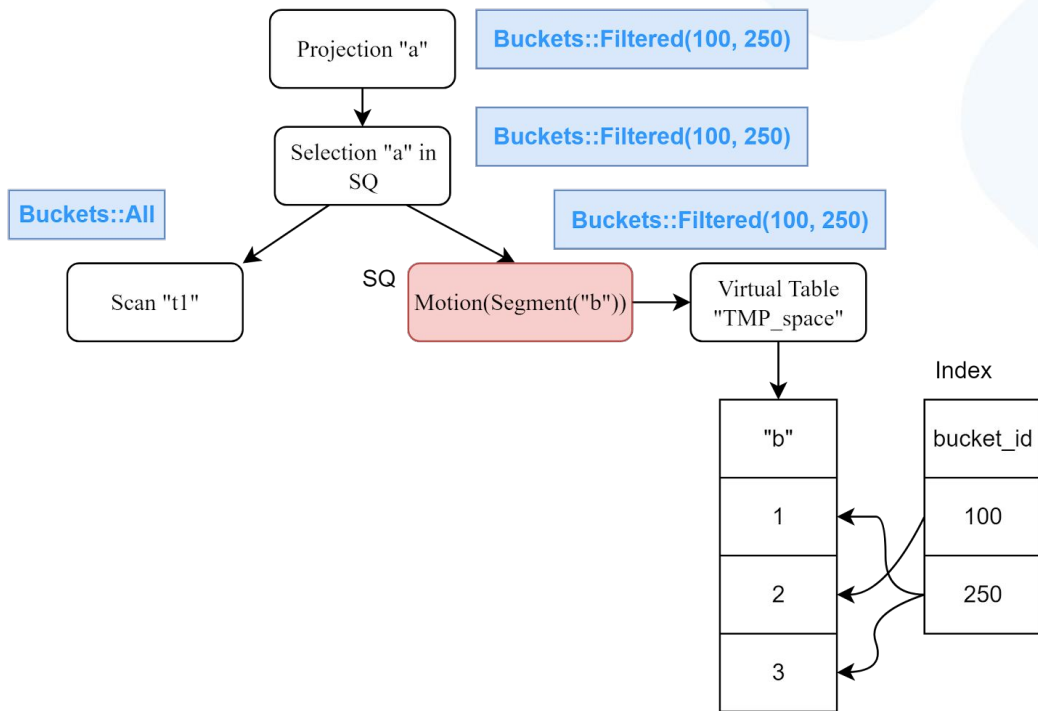 Projection "a"
Buckets::Filtered(100, 250)
Selection "a" in
SQ
Buckets::Filtered(100, 250)
Buckets::All
Buckets::Filtered(100, 250)
Scan "t1"
SQ
Motion(Segment("b"))
Virtual Table
"TMP_space"
Index
"b"
bucket_id
1
100
2
250
3